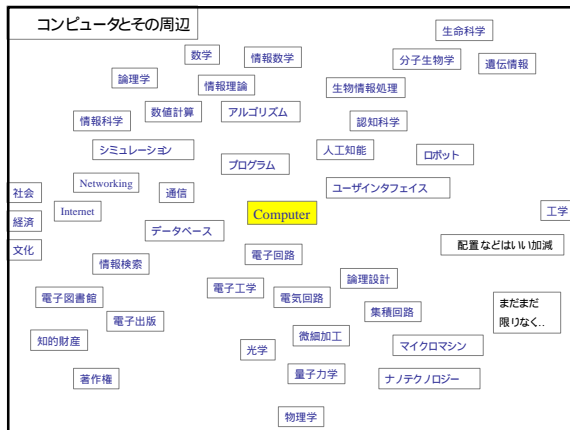 コンピュータとその周辺
生命科学
数学
情報数学
分子生物学
遺伝情報
論理学
情報理論
生物情報処理
情報科学
数値計算
アルゴリズム
認知科学
シミュレーション
プログラム
人工知能
ロボット
社会
Networking
通信
ユーザインタフェイス
経済
Internet
Computer
工学
文化
データベース
配置などはいい加減
情報検索
電子回路
電子図書館
電子工学
電気回路
論理設計
まだまだ
限りなく..
電子出版
集積回路
知的財産
光学
微細加工
マイクロマシン
著作権
量子力学
ナノテクノロジー
物理学